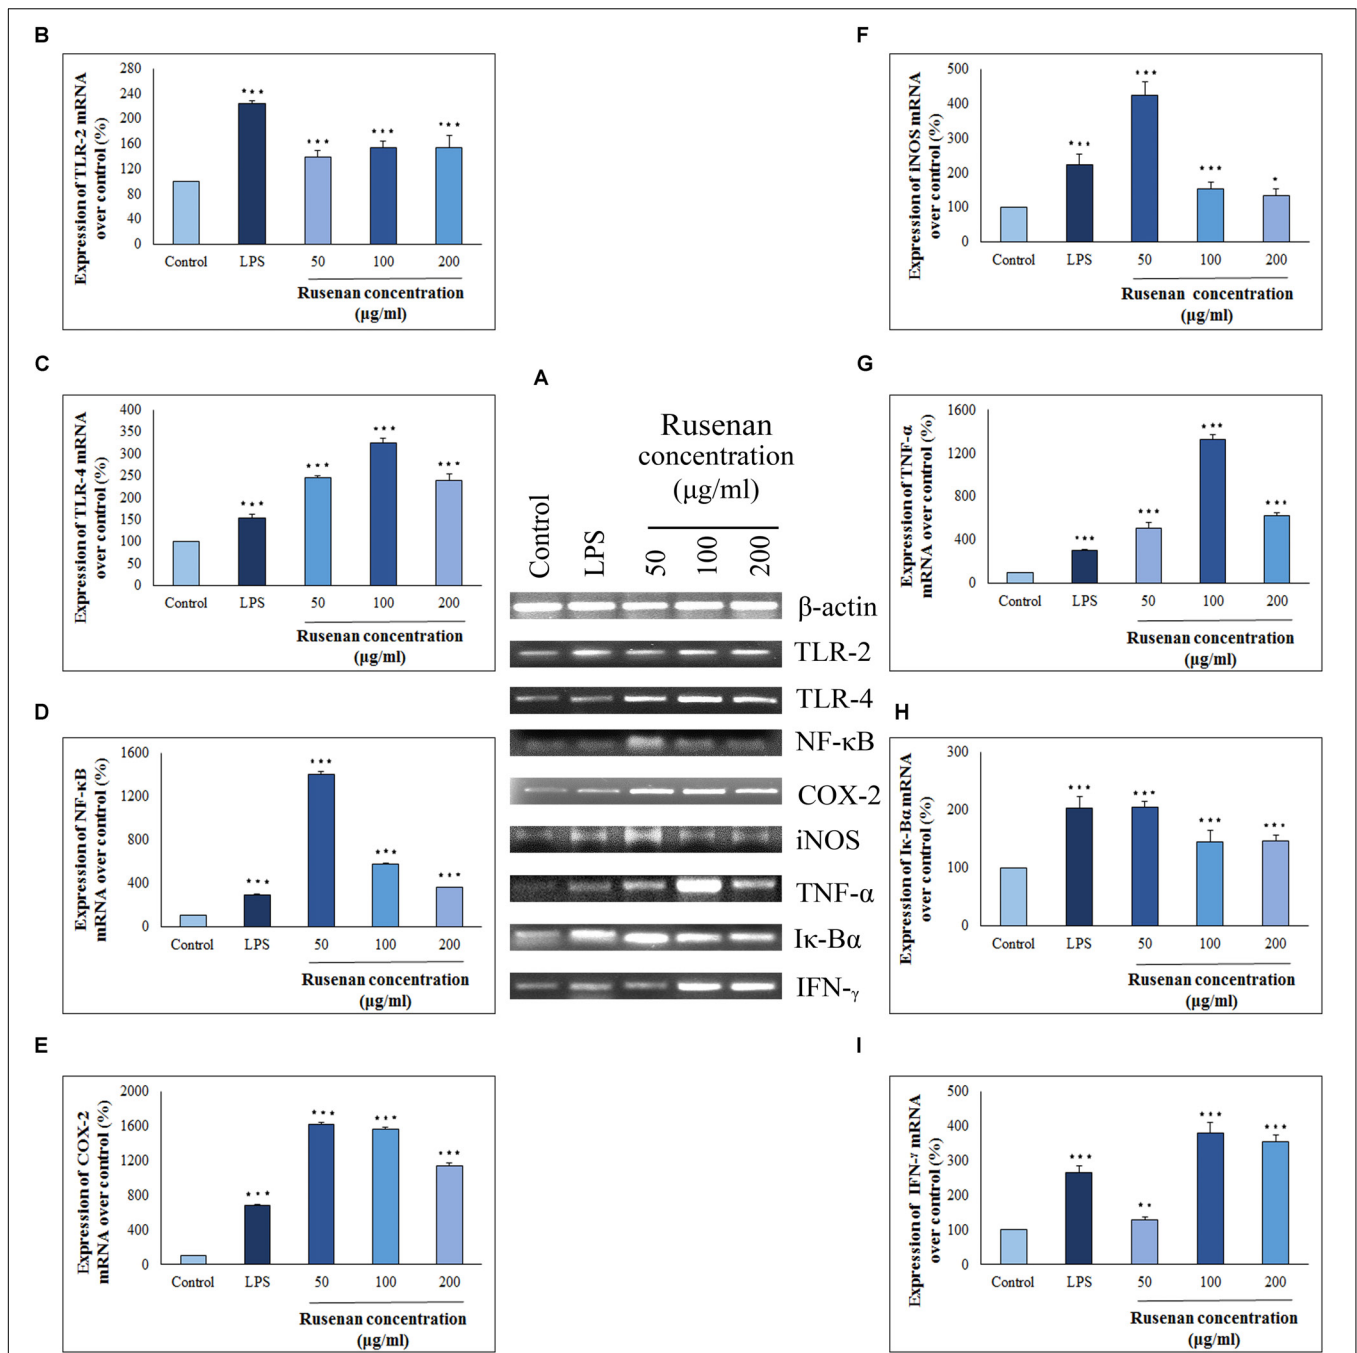 B
Expression of TLR-2 mRNA
over control (%)
280
240
200
160
120
80
40
0
***
***
***
***
Control LPS 50 100 200
Rusenan concentration
(μg/ml)
F
Expression of iNOS mRNA
over control (%)
500
400
300
200
100
0
***
***
***
*
Control LPS 50 100 200
Rusenan concentration
(μg/ml)
C
Expression of TLR-4 mRNA
over control (%)
400
350
300
250
200
150
100
50
0
***
***
***
***
Control LPS 50 100 200
Rusenan concentration
(μg/ml)
A
Rusenan
concentration
(μg/ml)
Control LPS 50 100 200
β-actin
TLR-2
TLR-4
NF-κB
COX-2
iNOS
TNF-α
Iκ-Bα
IFN-γ
G
Expression of TNF-α
mRNA over control (%)
1600
1200
800
400
0
***
***
***
***
Control LPS 50 100 200
Rusenan concentration
(μg/ml)
D
Expression of NF-κB
mRNA over control (%)
1600
1200
800
400
0
***
***
***
***
Control LPS 50 100 200
Rusenan concentration
(μg/ml)
H
Expression of Iκ-Bα mRNA
over control (%)
300
200
100
0
***
***
***
***
Control LPS 50 100 200
Rusenan concentration
(μg/ml)
E
Expression of COX-2
mRNA over control (%)
2000
1600
1200
800
400
0
***
***
***
***
Control LPS 50 100 200
Rusenan concentration
(μg/ml)
I
Expression of IFN-γ mRNA
over control (%)
500
400
300
200
100
0
***
**
***
***
Control LPS 50 100 200
Rusenan concentration
(μg/ml)